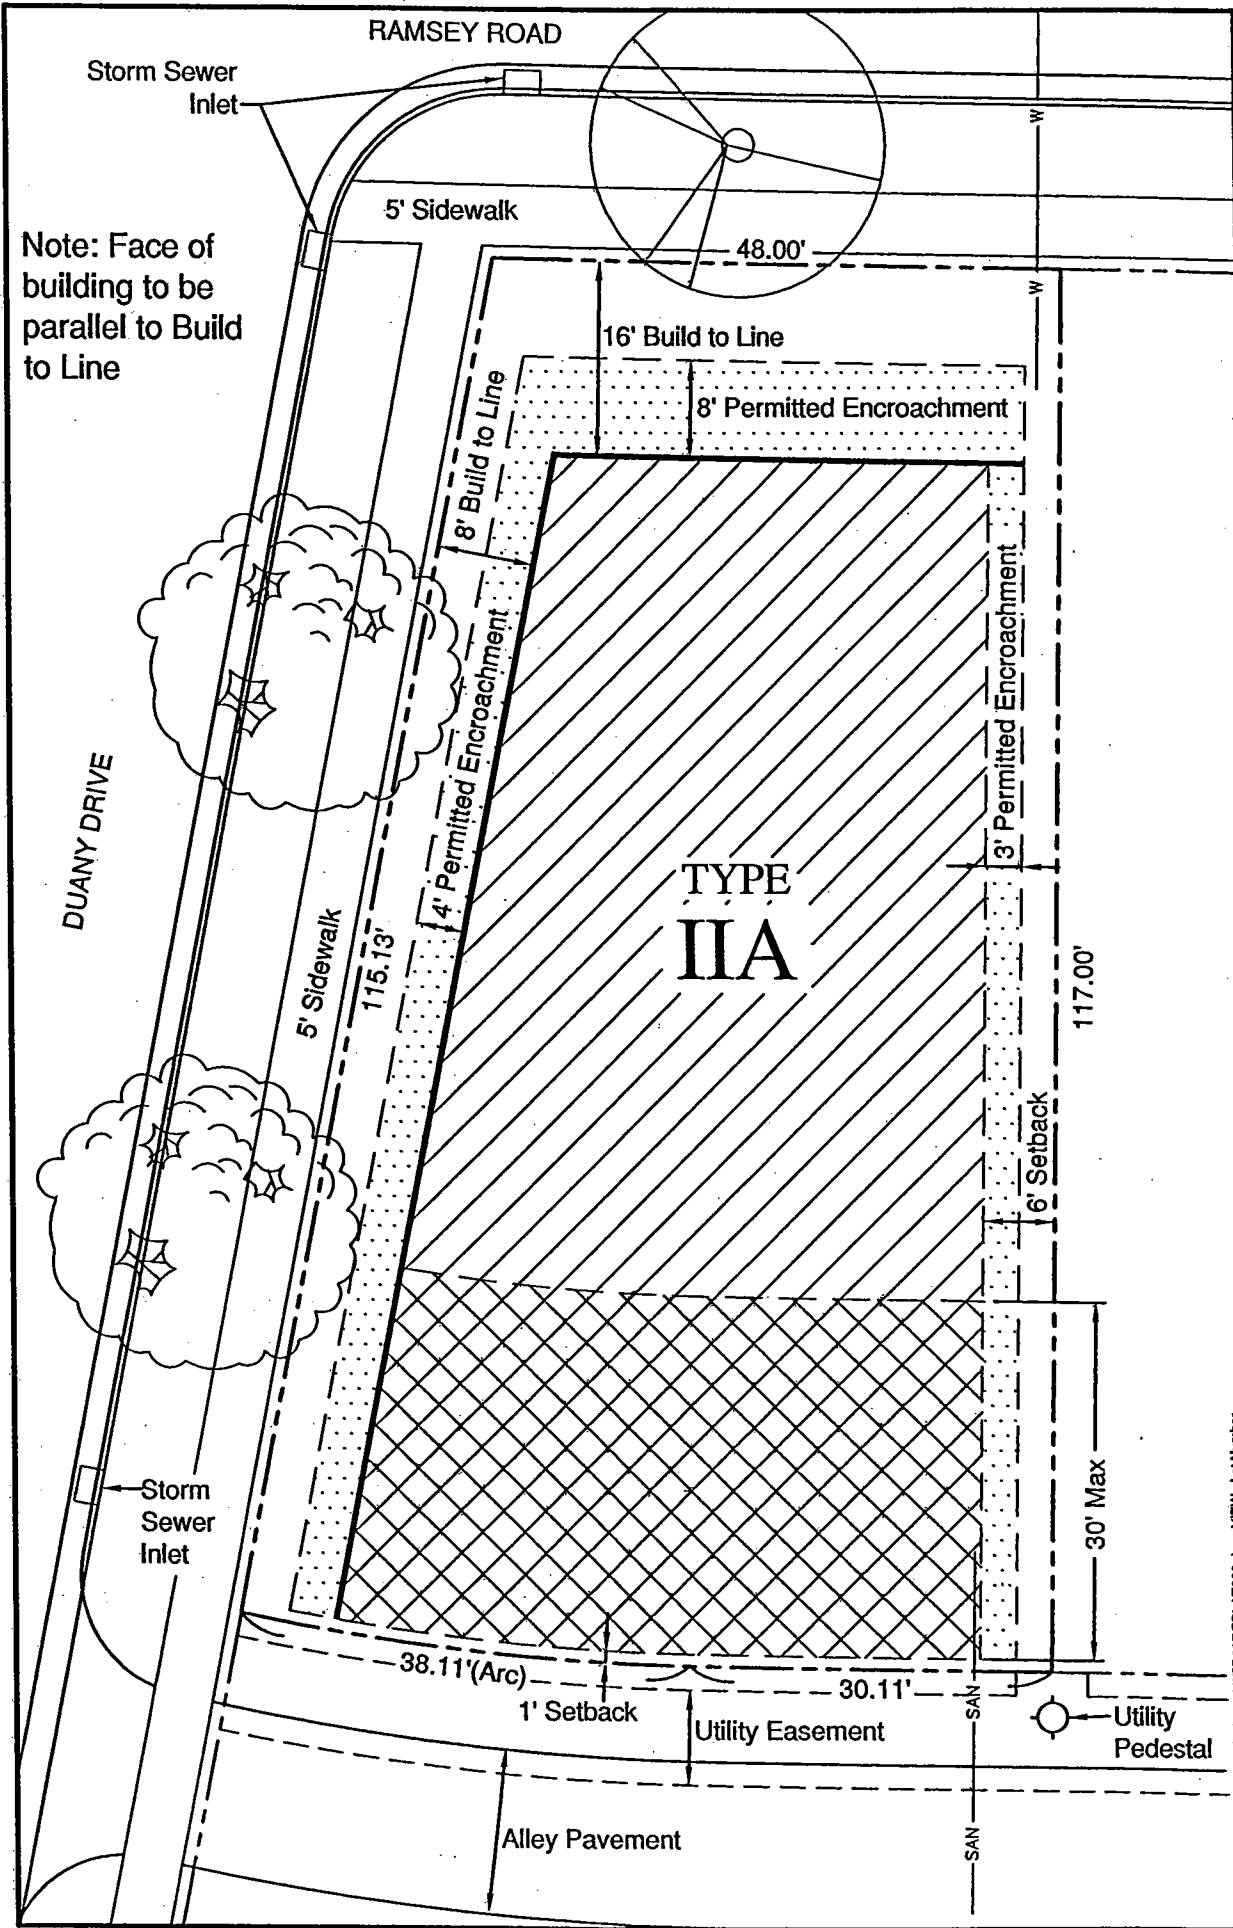 RAMSEY ROAD
Storm Sewer
Inlet
W
5' Sidewalk
Note: Face of
building to be
parallel to Build
to Line
48.00'
W
16' Build to Line
8' Build to Line
8' Permitted Encroachment
4' Permitted Encroachment
3' Permitted Encroachment
DUANY DRIVE
TYPE
IIA
5' Sidewalk
115.13'
117.00'
6' Setback
30' Max
Storm
Sewer
Inlet
38.11'(Arc)
30.11'
1' Setback
SAN
Utility Easement
Utility
Pedestal
Alley Pavement
SAN